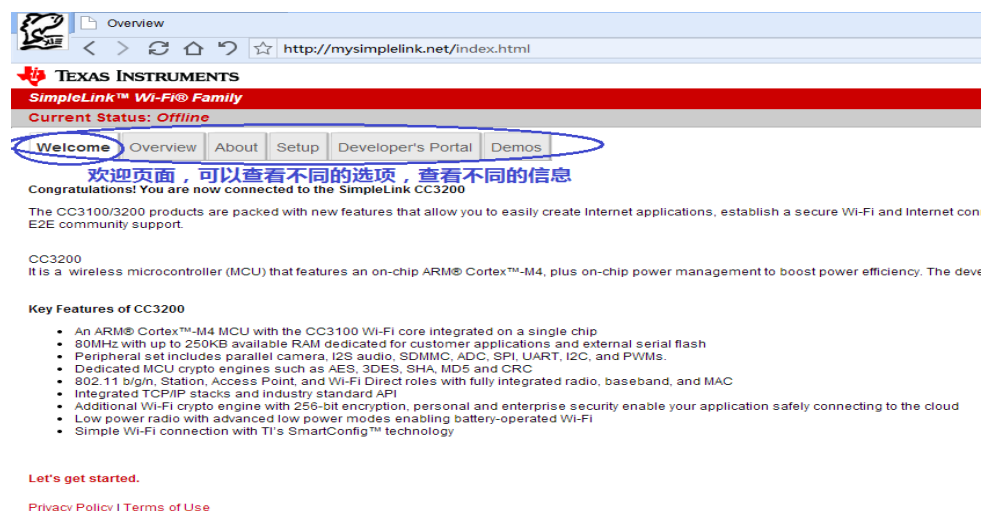 Overview
http://mysimplelink.net/index.html
TEXAS INSTRUMENTS
SimpleLink™ Wi-Fi® Family
Current Status: Offline
Welcome Overview About Setup Developer's Portal Demos
欢迎页面，可以查看不同的选项，查看不同的信息
Congratulations! You are now connected to the SimpleLink CC3200
The CC3100/3200 products are packed with new features that allow you to easily create Internet applications, establish a secure Wi-Fi and Internet con
E2E community support.
CC3200
It is a wireless microcontroller (MCU) that features an on-chip ARM® Cortex™-M4, plus on-chip power management to boost power efficiency. The deve
Key Features of CC3200
• An ARM® Cortex™-M4 MCU with the CC3100 Wi-Fi core integrated on a single chip
• 80MHz with up to 250KB available RAM dedicated for customer applications and external serial flash
• Peripheral set includes parallel camera, I2S audio, SDMMC, ADC, SPI, UART, I2C, and PWMs.
• Dedicated MCU crypto engines such as AES, 3DES, SHA, MD5 and CRC
• 802.11 b/g/n, Station, Access Point, and Wi-Fi Direct roles with fully integrated radio, baseband, and MAC
• Integrated TCP/IP stacks and industry standard API
• Additional Wi-Fi crypto engine with 256-bit encryption, personal and enterprise security enable your application safely connecting to the cloud
• Low power radio with advanced low power modes enabling battery-operated Wi-Fi
• Simple Wi-Fi connection with TI's SmartConfig™ technology
Let's get started.
Privacy Policy | Terms of Use